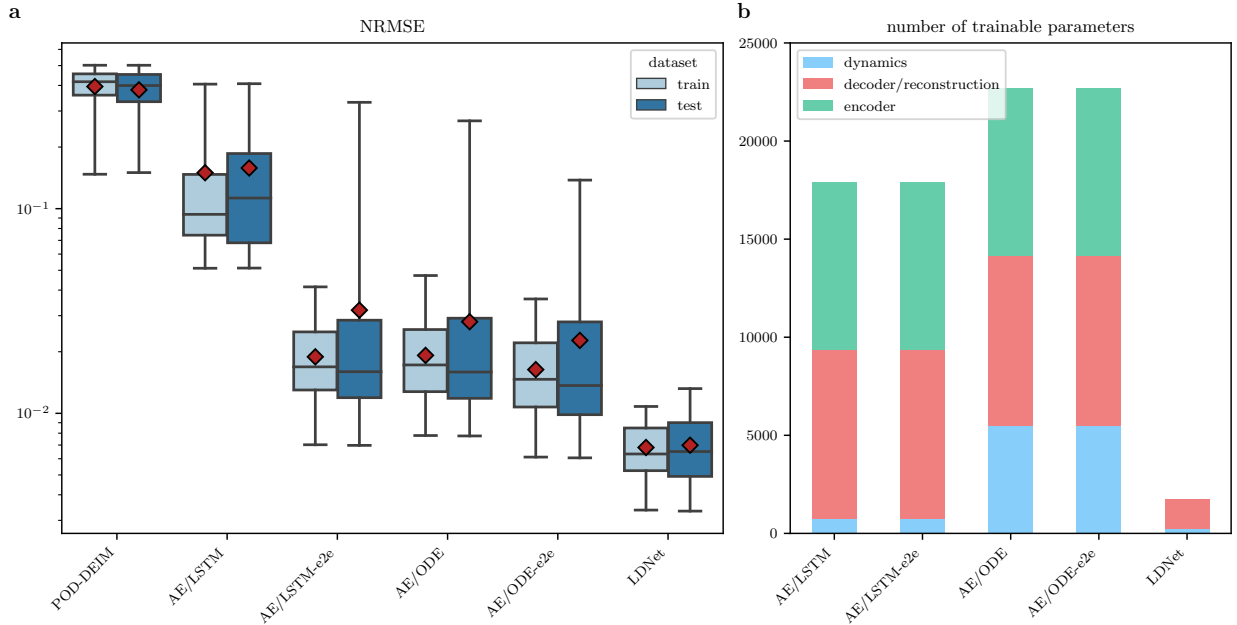 a
NRMSE
dataset
train
test
10⁻¹
10⁻²
POD-DEIM
AE/LSTM
AE/LSTM-e2e
AE/ODE
AE/ODE-e2e
LDNet
b
number of trainable parameters
dynamics
decoder/reconstruction
encoder
25000
20000
15000
10000
5000
0
AE/LSTM
AE/LSTM-e2e
AE/ODE
AE/ODE-e2e
LDNet